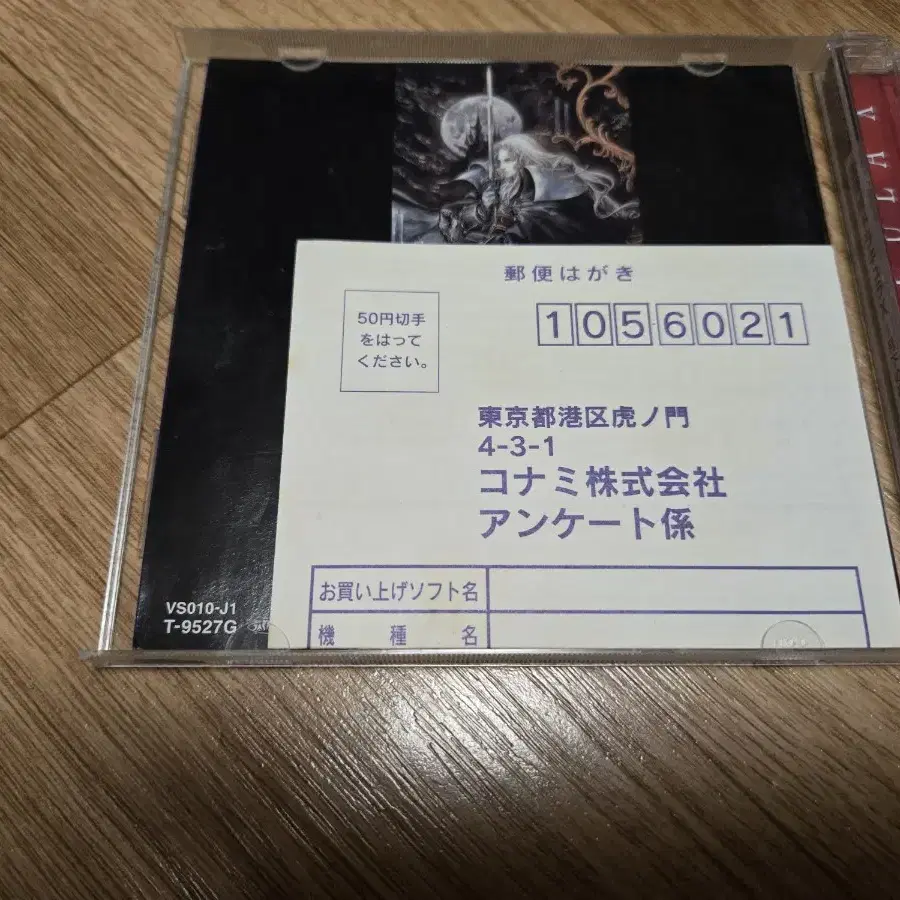 郵便はがき
50円切手
をはって
ください。
1056021
東京都港区虎ノ門
4-3-1
コナミ株式会社
アンケート係
お買い上げソフト名
機 種 名
VS010-J1
T-9527G